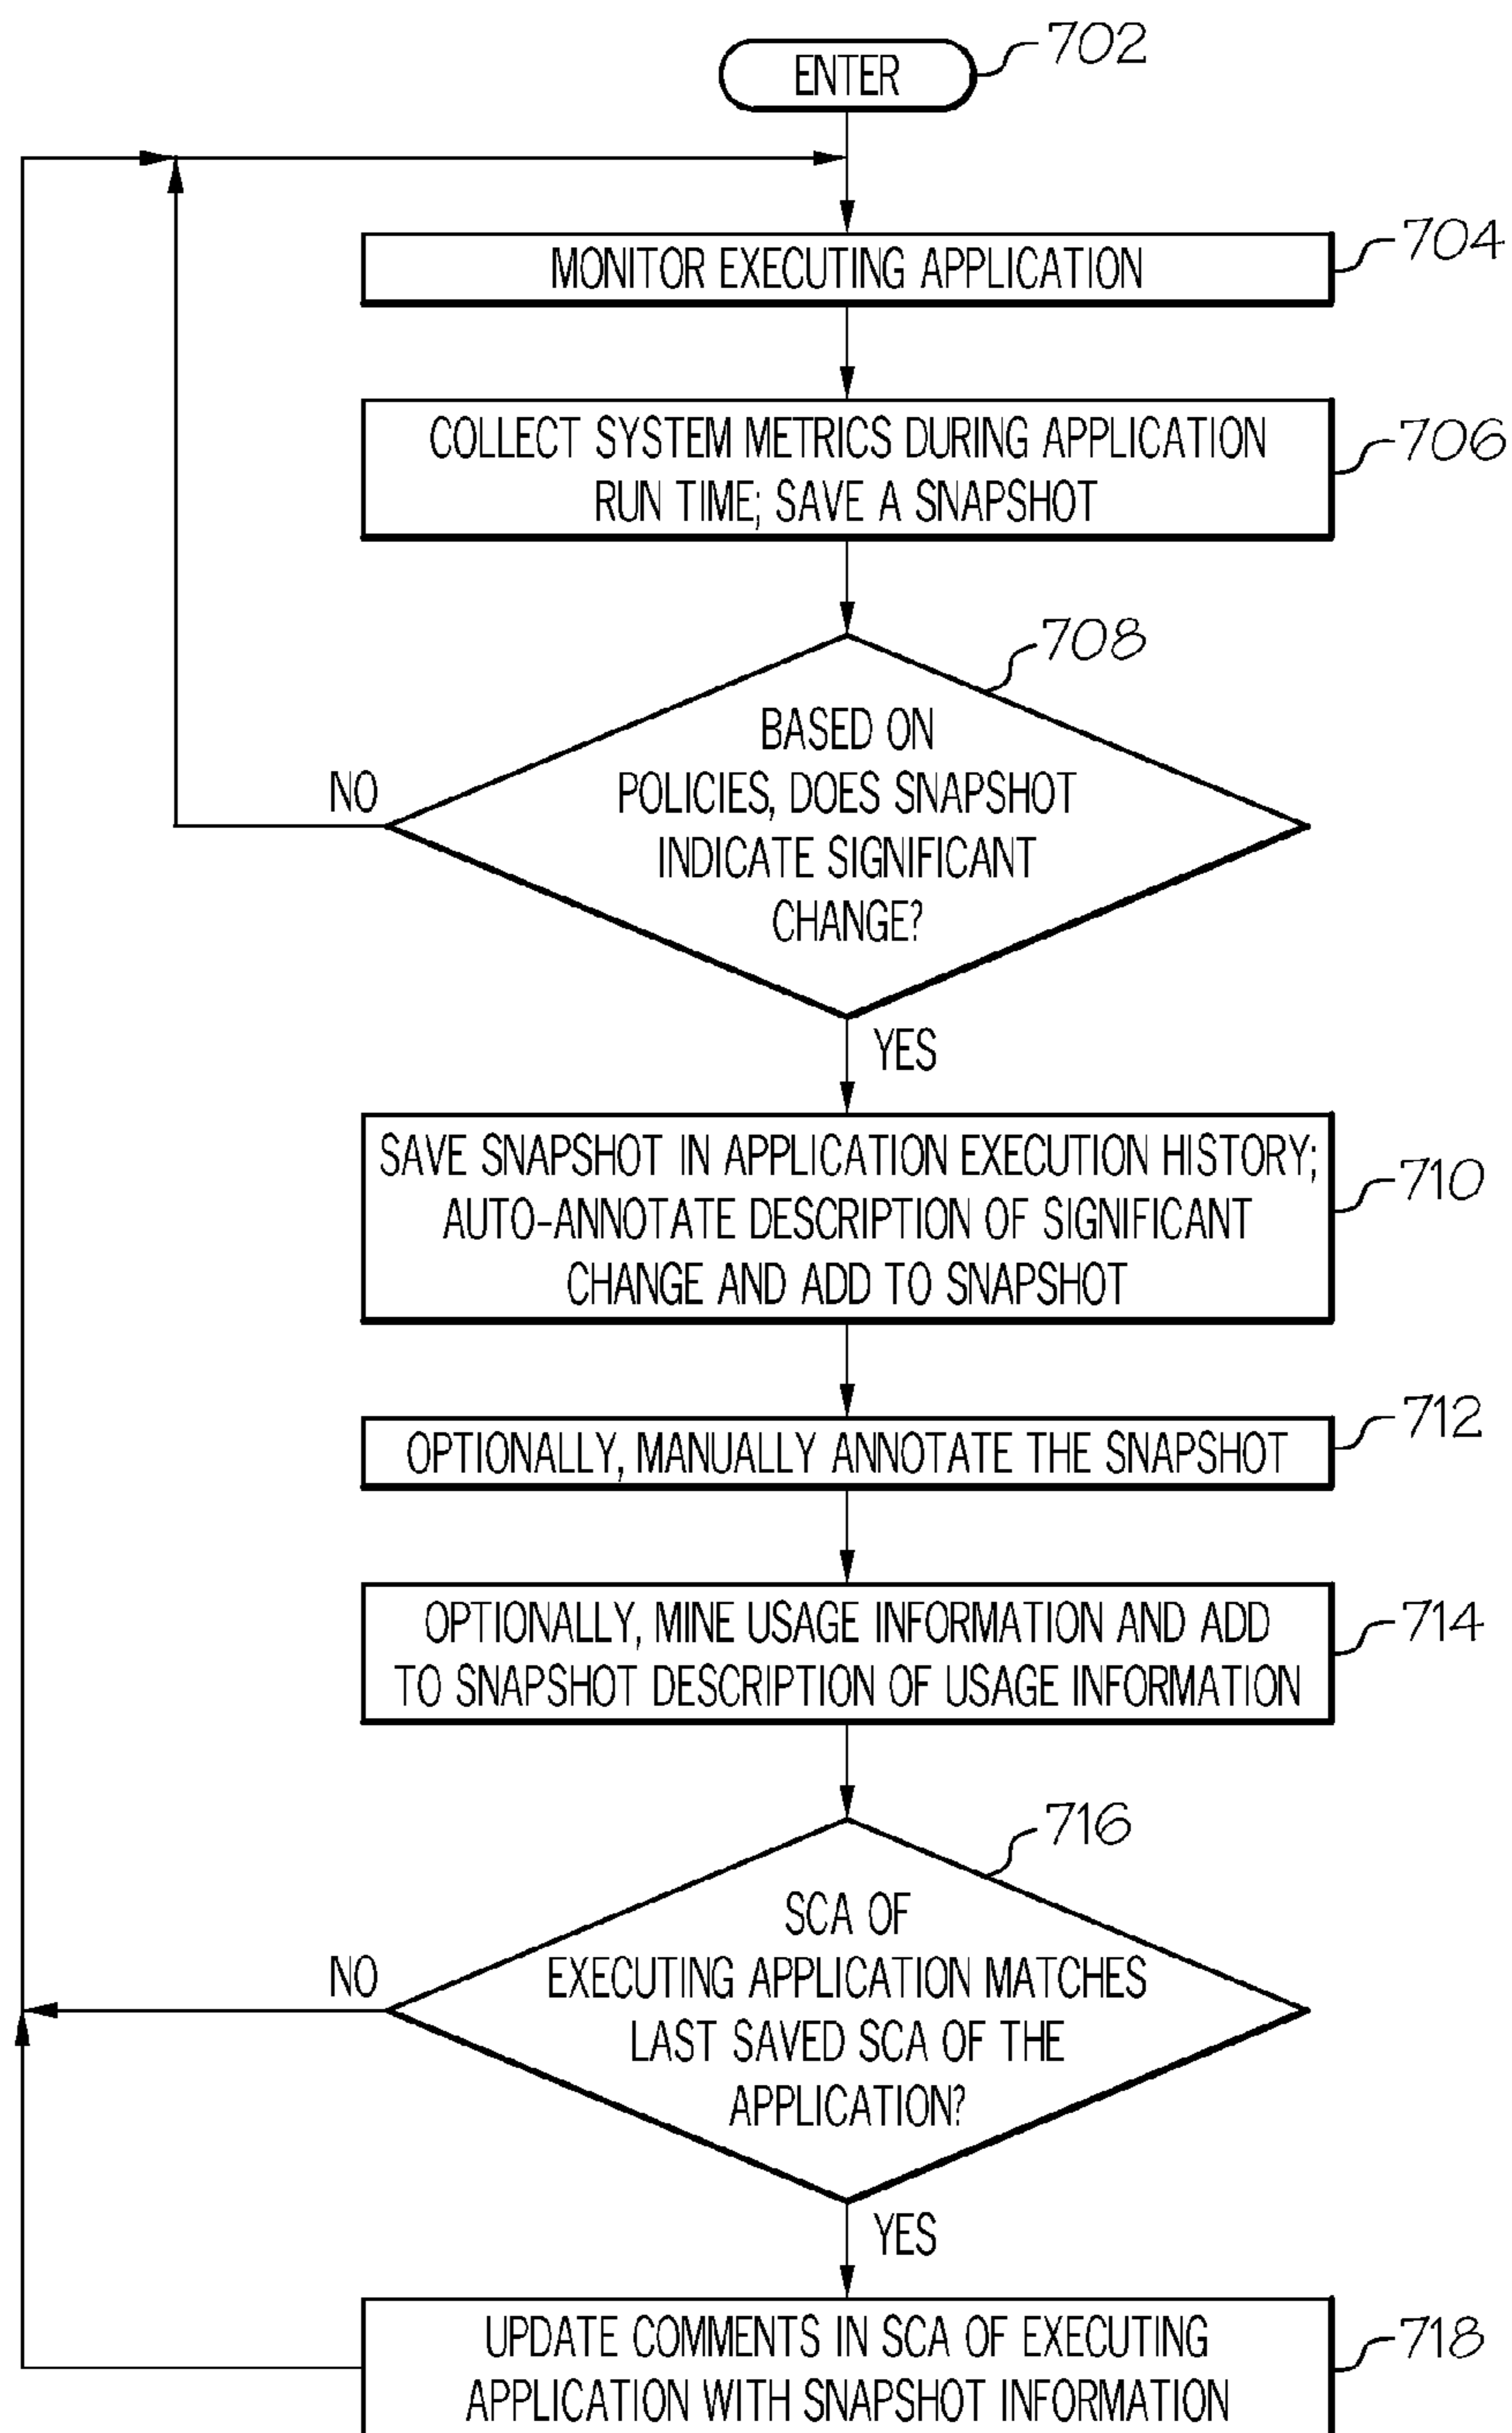 ENTER
702
MONITOR EXECUTING APPLICATION
704
COLLECT SYSTEM METRICS DURING APPLICATION
RUN TIME; SAVE A SNAPSHOT
706
708
BASED ON
POLICIES, DOES SNAPSHOT
INDICATE SIGNIFICANT
CHANGE?
NO
YES
SAVE SNAPSHOT IN APPLICATION EXECUTION HISTORY;
AUTO-ANNOTATE DESCRIPTION OF SIGNIFICANT
CHANGE AND ADD TO SNAPSHOT
710
OPTIONALLY, MANUALLY ANNOTATE THE SNAPSHOT
712
OPTIONALLY, MINE USAGE INFORMATION AND ADD
TO SNAPSHOT DESCRIPTION OF USAGE INFORMATION
714
716
SCA OF
EXECUTING APPLICATION MATCHES
LAST SAVED SCA OF THE
APPLICATION?
NO
YES
UPDATE COMMENTS IN SCA OF EXECUTING
APPLICATION WITH SNAPSHOT INFORMATION
718